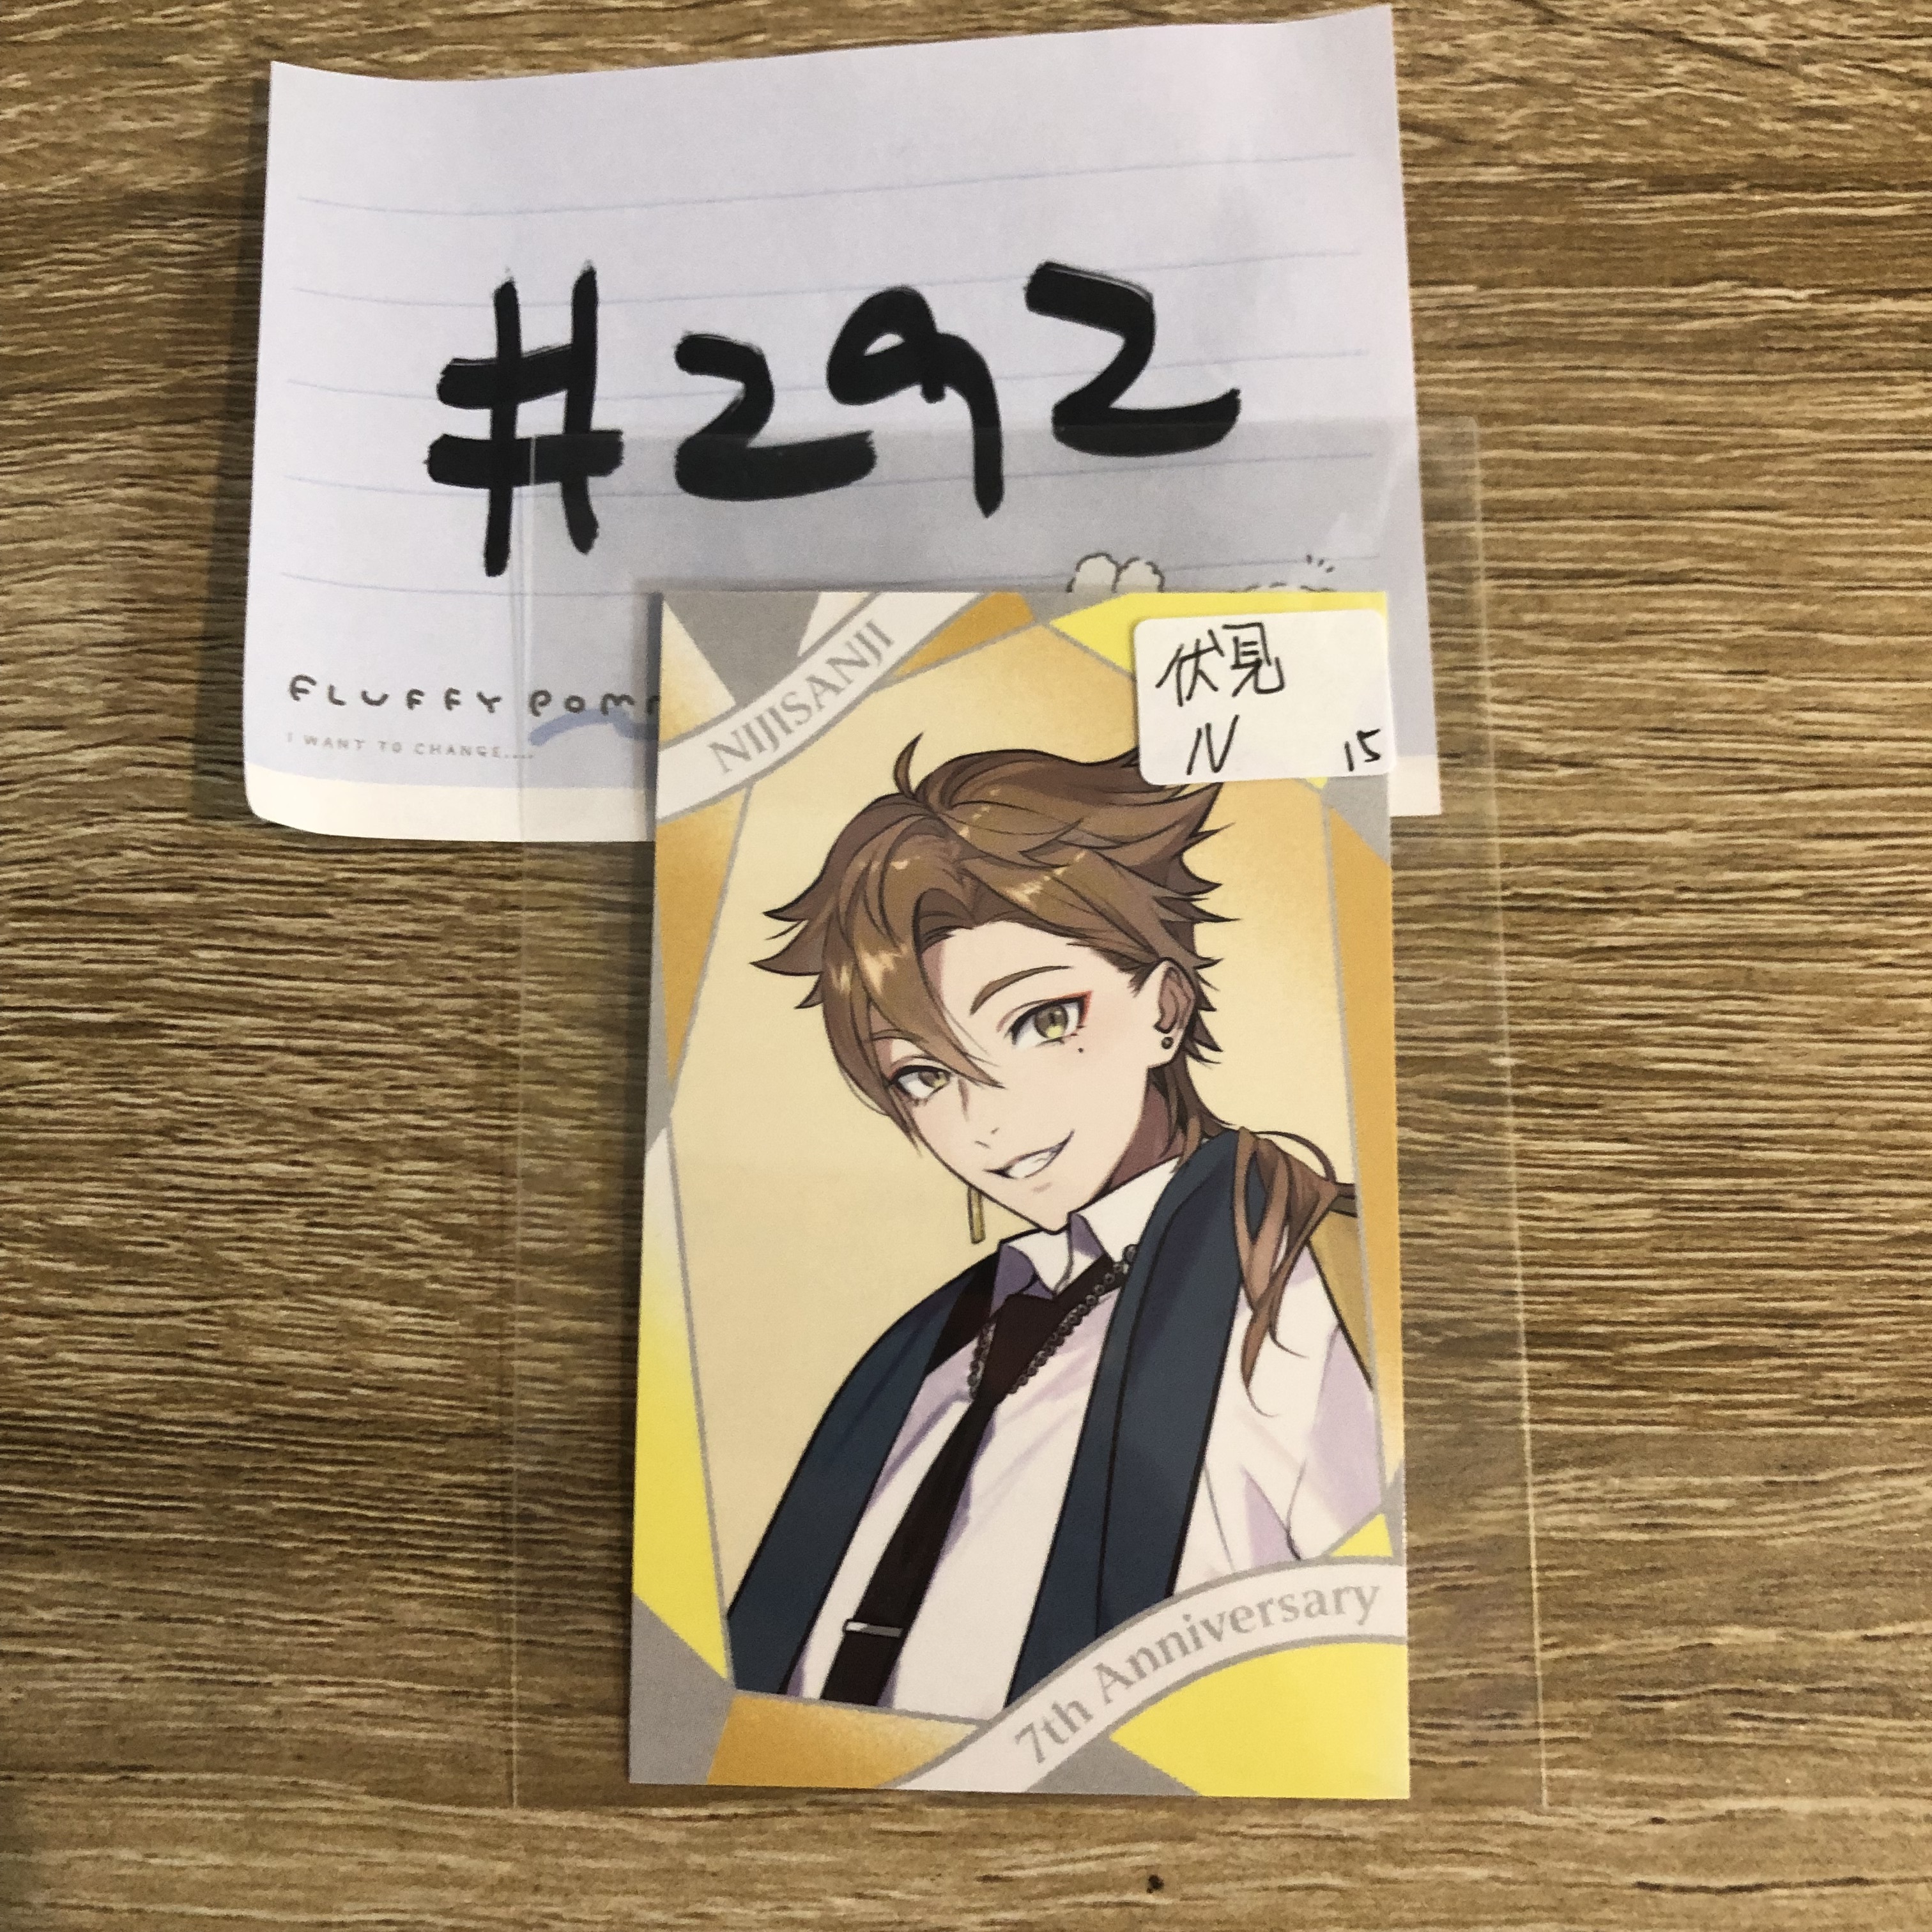 #292
FLUFFY POM
I WANT TO CHANGE....
NIJISANJI
伏見
N 15
7th Anniversary